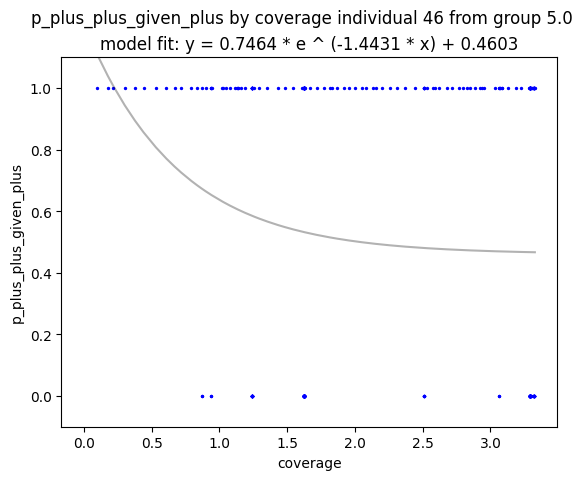 p_plus_plus_given_plus by coverage individual 46 from group 5.0
model fit: y = 0.7464 * e ^ (-1.4431 * x) + 0.4603
1.0
0.8
0.6
0.4
0.2
0.0
p_plus_plus_given_plus
0.0 0.5 1.0 1.5 2.0 2.5 3.0
coverage